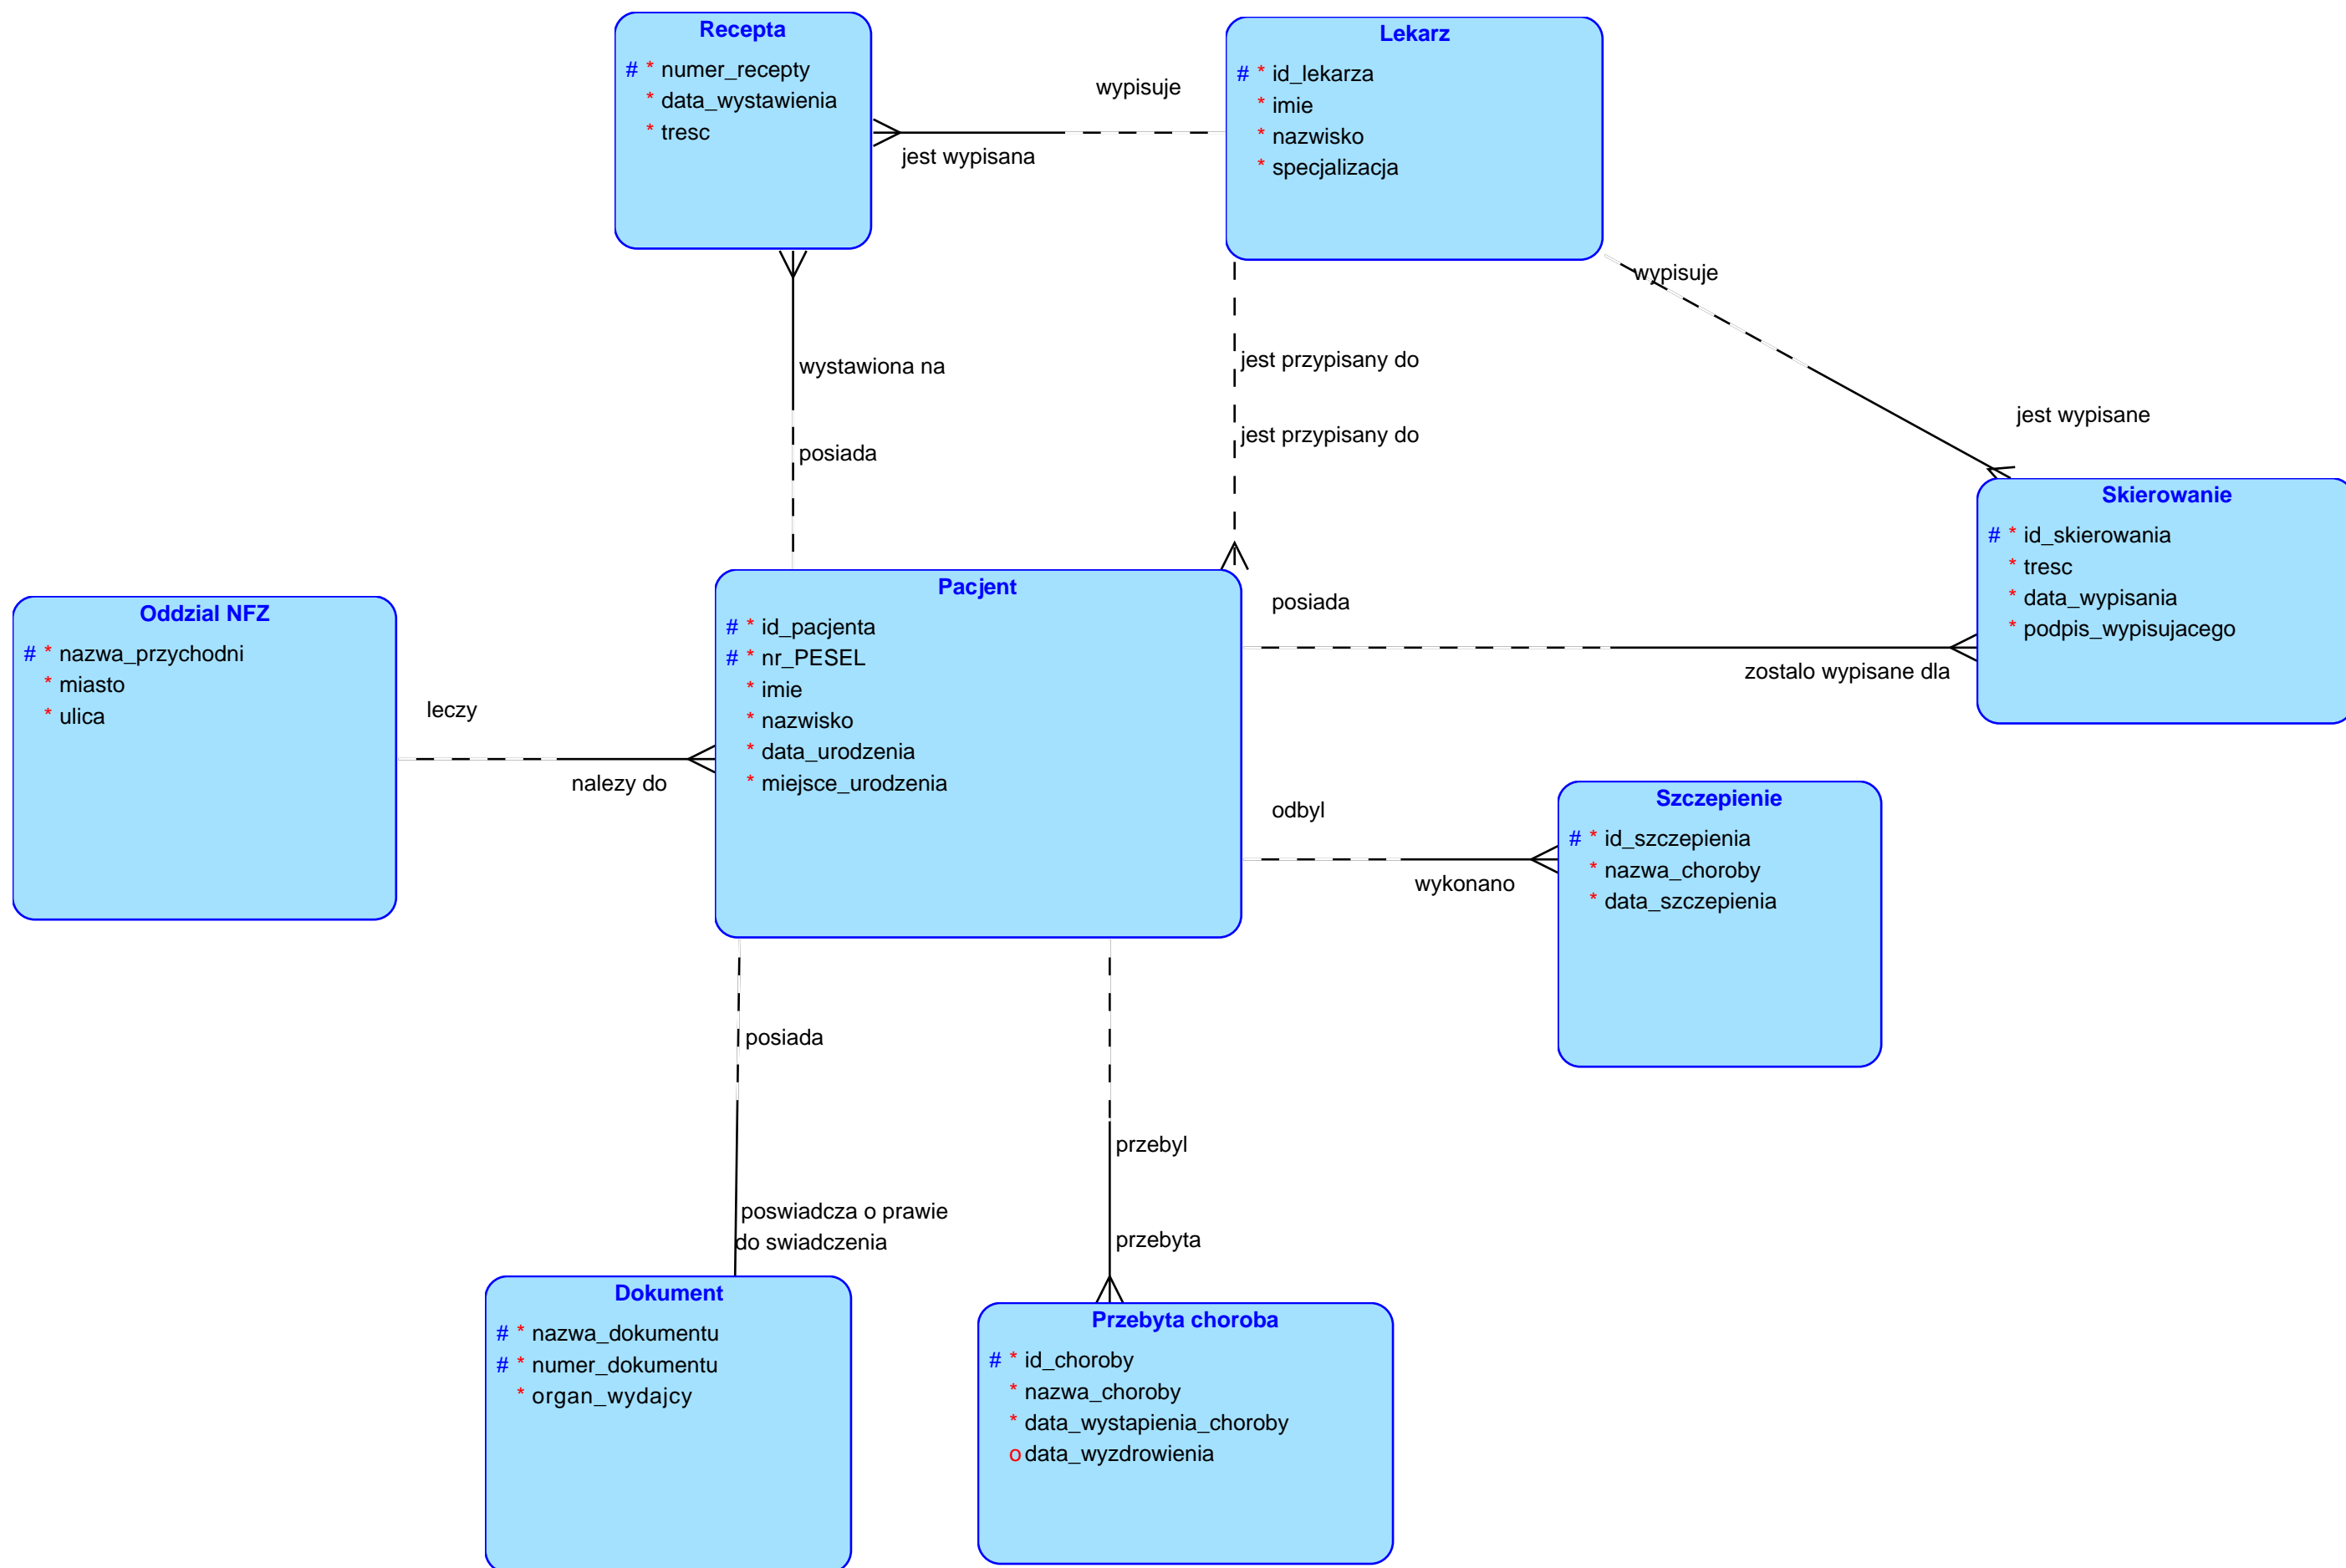 Recepta
# * numer_recepty
* data_wystawienia
* tresc
Lekarz
# * id_lekarza
* imie
* nazwisko
* specjalizacja
wypisuje
jest wypisana
wypisuje
wystawiona na
jest przypisany do
jest wypisane
jest przypisany do
posiada
Skierowanie
# * id_skierowania
* tresc
* data_wypisania
* podpis_wypisujacego
Oddzial NFZ
# * nazwa_przychodni
* miasto
* ulica
Pacjent
# * id_pacjenta
# * nr_PESEL
* imie
* nazwisko
* data_urodzenia
* miejsce_urodzenia
posiada
zostalo wypisane dla
leczy
nalezy do
odbyl
wykonano
Szczepienie
# * id_szczepienia
* nazwa_choroby
* data_szczepienia
posiada
przebyl
poswiadcza o prawie
do swiadczenia
przebyta
Dokument
# * nazwa_dokumentu
# * numer_dokumentu
* organ_wydajcy
Przebyta choroba
# * id_choroby
* nazwa_choroby
* data_wystapienia_choroby
o data_wyzdrowienia